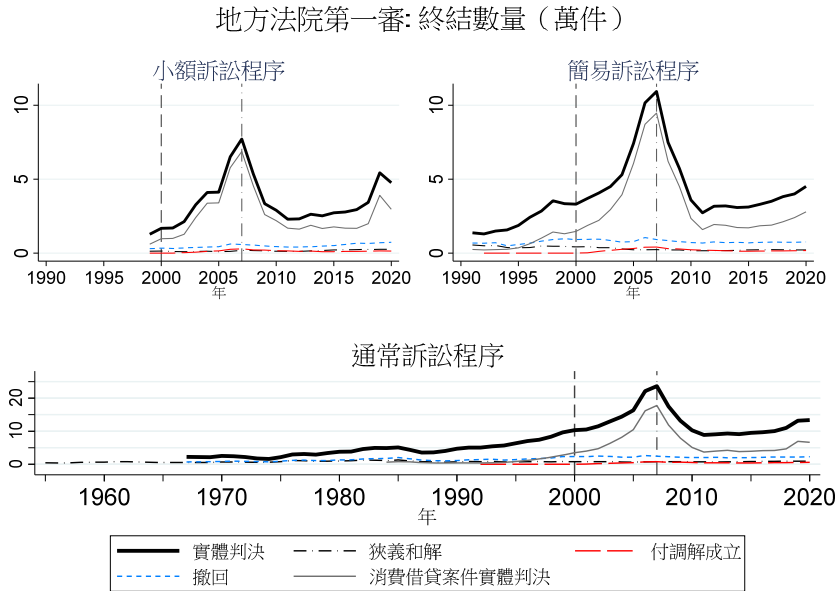 地方法院第一審: 終結數量（萬件）
小額訴訟程序
10
5
0
1990 1995 2000 2005 2010 2015 2020
年
簡易訴訟程序
10
5
0
1990 1995 2000 2005 2010 2015 2020
年
通常訴訟程序
20
10
0
1960 1970 1980 1990 2000 2010 2020
年
實體判決 狹義和解 付調解成立
撤回 消費借貸案件實體判決